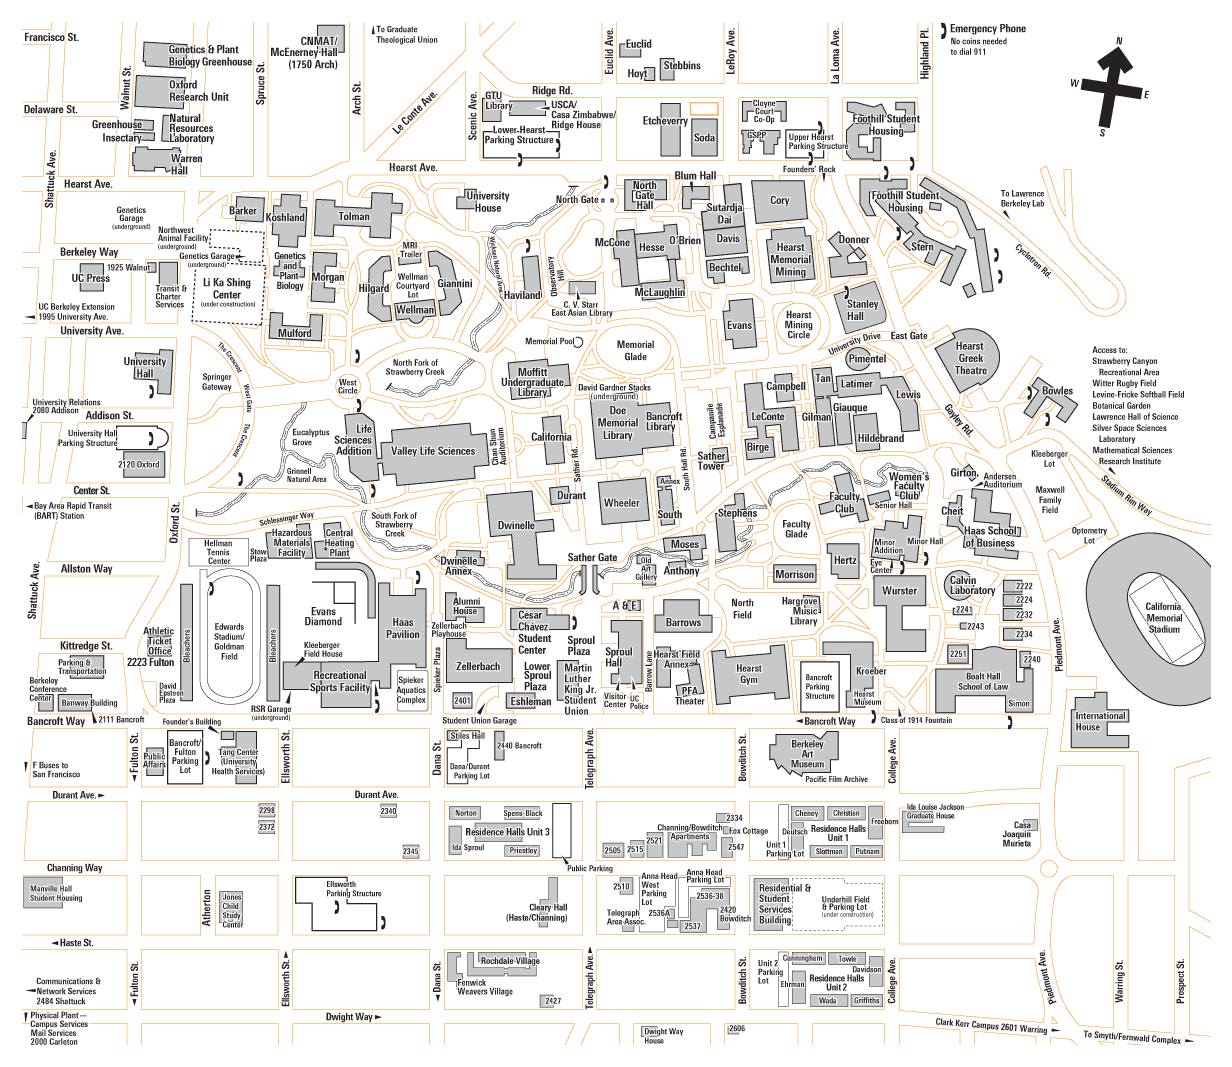 Francisco St.
Genetics & Plant
Biology Greenhouse
CNMAT/
McEnerney Hall
(1750 Arch)
To Graduate
Theological Union
Euclid
Stebbins
Hoyt
Euclid Ave.
LeRoy Ave.
La Loma Ave.
Highland Pl.
Emergency Phone
No coins needed
to dial 911
N
W
E
S
Walnut St.
Spruce St.
Arch St.
Le Conte Ave.
Scenic Ave.
Oxford
Research Unit
Delaware St.
Greenhouse
Insectary
Natural
Resources
Laboratory
Warren
Hall
Ridge Rd.
GTU
Library
USCA/
Casa Zimbabwe/
Ridge House
Lower Hearst
Parking Structure
Etcheverry
Soda
Cloyne
Court
Co-Op
GSPP
Upper Hearst
Parking Structure
Foothill Student
Housing
Founders' Rock
Shattuck Ave.
Hearst Ave.
Hearst Ave.
Genetics
Garage
(underground)
Barker
Koshland
Tolman
University
House
North Gate
North
Gate
Hall
Blum Hall
Sutardja
Dai
Cory
Foothill Student
Housing
To Lawrence
Berkeley Lab
Cyclotron Rd.
Northwest
Animal Facility
(underground)
Genetics Garage
(underground)
Berkeley Way
1925 Walnut
UC Press
Transit &
Charter
Services
Li Ka Shing
Center
(under construction)
Genetics
and
Plant
Biology
Morgan
MRI
Trailer
Wellman
Courtyard
Lot
Hilgard
Giannini
Wellman
Wickson Natural Area
Haviland
Observatory
Hill
C. V. Starr
East Asian Library
McCone
Hesse
O'Brien
McLaughlin
Davis
Bechtel
Hearst
Memorial
Mining
Donner
Stern
Stanley
Hall
UC Berkeley Extension
1995 University Ave.
University Ave.
Mulford
Memorial Pool
Memorial
Glade
Evans
Hearst
Mining
Circle
University Drive
East Gate
Hearst
Greek
Theatre
Access to:
Strawberry Canyon
Recreational Area
Witter Rugby Field
Levine-Fricke Softball Field
Botanical Garden
Lawrence Hall of Science
Silver Space Sciences
Laboratory
Mathematical Sciences
Research Institute
University
Hall
The Crescent
Springer
Gateway
West Gate
The Crescent
West
Circle
North Fork of
Strawberry Creek
Moffitt
Undergraduate
Library
David Gardner Stacks
(underground)
Doe
Memorial
Library
Bancroft
Library
Campanile
Esplanade
Campbell
LeConte
Birge
Tan
Pimentel
Latimer
Gilman
Giauque
Hildebrand
Lewis
Gayley Rd.
Bowles
University Relations
2080 Addison
Addison St.
University Hall
Parking Structure
2120 Oxford
Eucalyptus
Grove
Grinnell
Natural Area
Life
Sciences
Addition
Valley Life Sciences
Chan Shun
Auditorium
California
Sather Rd.
South Hall Rd.
Sather
Tower
Annex
South
Durant
Wheeler
Stephens
Faculty
Club
Women's
Faculty
Club
Senior Hall
Girton
Andersen
Auditorium
Cheit
Haas School
of Business
Kleeberger
Lot
Maxwell
Family
Field
Stadium Rim Way
Optometry
Lot
Center St.
Bay Area Rapid Transit
(BART) Station
Oxford St.
Schlessinger Way
South Fork of
Strawberry
Creek
Hazardous
Materials
Facility
Central
Heating
Plant
Hellman
Tennis
Center
Stow
Plaza
Dwinelle
Dwinelle
Annex
Sather Gate
Moses
Old
Art
Gallery
Anthony
Faculty
Glade
Morrison
Hertz
Minor
Addition
Minor Hall
Eye
Center
Wurster
Calvin
Laboratory
2222
2224
2232
2234
2241
2243
2251
2240
California
Memorial
Stadium
Allston Way
Shattuck Ave.
Bleachers
Edwards
Stadium/
Goldman
Field
Bleachers
Evans
Diamond
Kleeberger
Field House
Haas
Pavilion
Recreational
Sports Facility
Spieker
Aquatics
Complex
RSR Garage
(underground)
Alumni
House
Zellerbach
Playhouse
Spieker Plaza
Zellerbach
2401
Cesar
Chávez
Student
Center
Lower
Sproul
Plaza
Eshleman
Sproul
Plaza
Martin
Luther
King Jr.
Student
Union
A & E
Sproul
Hall
Visitor
Center
UC
Police
Barrow Lane
Barrows
Hearst Field
Annex
PFA
Theater
North
Field
Hargrove
Music
Library
Hearst
Gym
Bancroft
Parking
Structure
Kroeber
Hearst
Museum
Boalt Hall
School of Law
Simon
Piedmont Ave.
International
House
Kittredge St.
Athletic
Ticket
Office
2223 Fulton
Parking &
Transportation
Berkeley
Conference
Center
Banway Building
2111 Bancroft
David
Epsteen
Plaza
Bancroft Way
Founder's Building
Student Union Garage
Bancroft Way
Class of 1914 Fountain
F Buses to
San Francisco
Fulton St.
Public
Affairs
Bancroft/
Fulton
Parking
Lot
Tang Center
(University
Health Services)
Ellsworth St.
Dana St.
Stiles Hall
2440 Bancroft
Dana/Durant
Parking Lot
Telegraph Ave.
Bowditch St.
Berkeley
Art
Museum
Pacific Film Archive
College Ave.
Durant Ave.
Durant Ave.
2298
2372
2340
2345
Norton
Spens-Black
Residence Halls Unit 3
Ida Sproul
Priestley
Public Parking
2505
2515
2521
Channing/Bowditch
Apartments
2334
Fox Cottage
2547
Unit 1
Parking Lot
Cheney
Christian
Freeborn
Deutsch
Residence Halls
Unit 1
Slottman
Putnam
Ida Louise Jackson
Graduate House
Casa
Joaquin
Murieta
Channing Way
Manville Hall
Student Housing
Atherton
Jones
Child
Study
Center
Ellsworth
Parking Structure
Cleary Hall
(Haste/Channing)
2510
Telegraph
Area Assoc.
Anna Head
West
Parking
Lot
2536A
Anna Head
Parking Lot
2536-38
2537
2420
Bowditch
Residential &
Student
Services
Building
Underhill Field
& Parking Lot
(under construction)
Haste St.
Communications &
Network Services
2484 Shattuck
Fulton St.
Ellsworth St.
Dana St.
Rochdale Village
Fenwick
Weavers Village
2427
Telegraph Ave.
Bowditch St.
Unit 2
Parking
Lot
Cunningham
Towle
Davidson
Ehrman
Residence Halls
Unit 2
Wada
Griffiths
College Ave.
Piedmont Ave.
Warring St.
Prospect St.
Physical Plant—
Campus Services
Mail Services
2000 Carleton
Dwight Way
Dwight Way
House
2606
Clark Kerr Campus 2601 Warring
To Smyth/Fernwald Complex